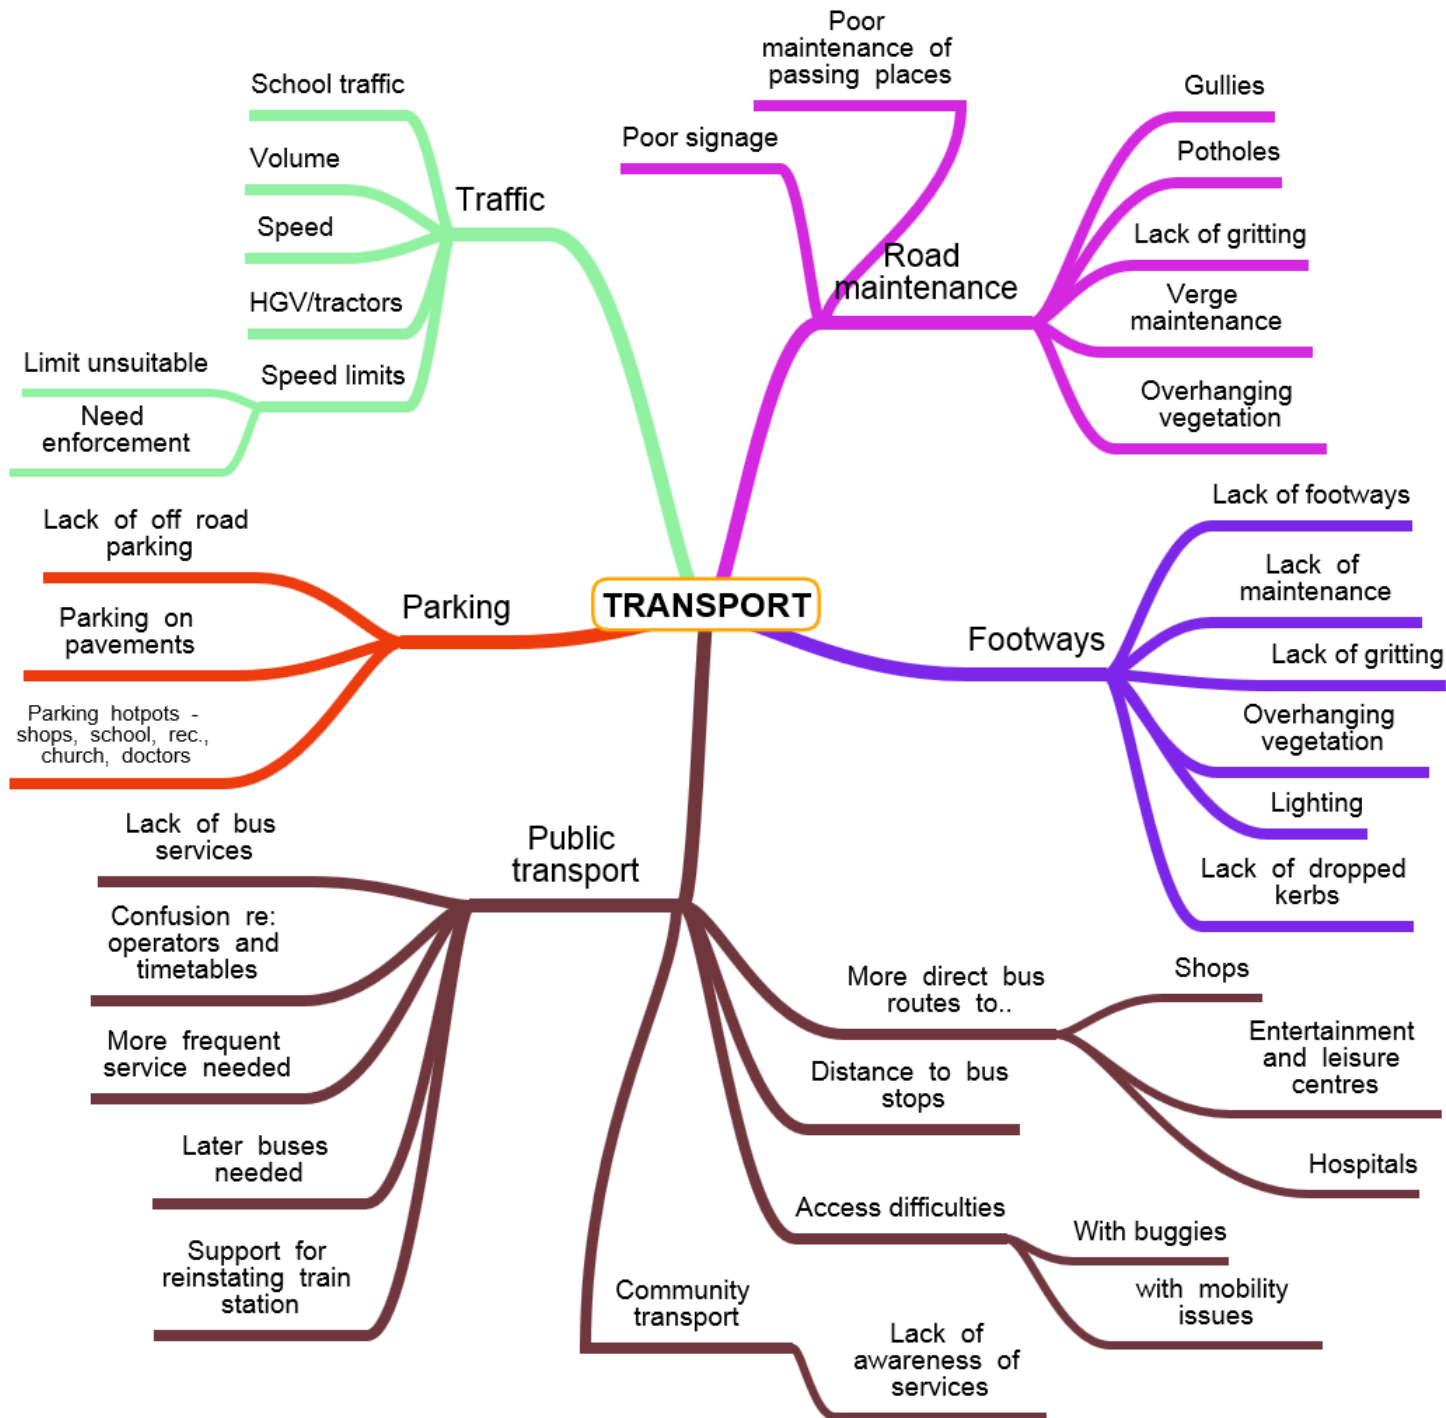 TRANSPORT
Traffic
School traffic
Volume
Speed
HGV/tractors
Speed limits
Limit unsuitable
Need
enforcement
Road
maintenance
Poor
maintenance of
passing places
Poor signage
Gullies
Potholes
Lack of gritting
Verge
maintenance
Overhanging
vegetation
Parking
Lack of off road
parking
Parking on
pavements
Parking hotpots -
shops, school, rec.,
church, doctors
Footways
Lack of footways
Lack of
maintenance
Lack of gritting
Overhanging
vegetation
Lighting
Lack of dropped
kerbs
Public
transport
Lack of bus
services
Confusion re:
operators and
timetables
More frequent
service needed
Later buses
needed
Support for
reinstating train
station
More direct bus
routes to..
Shops
Entertainment
and leisure
centres
Hospitals
Distance to bus
stops
Access difficulties
With buggies
with mobility
issues
Community
transport
Lack of
awareness of
services